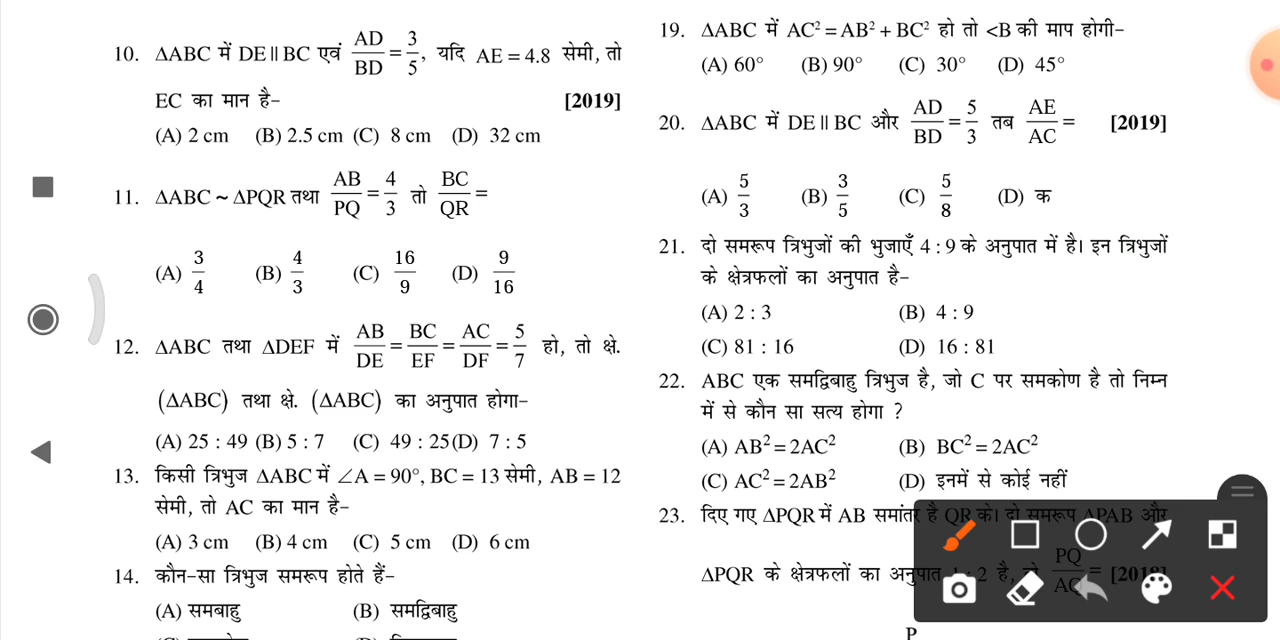 10. ΔABC में DE || BC एवं AD/BD = 3/5, यदि AE = 4.8 सेमी, तो
EC का मान है– [2019]
(A) 2 cm (B) 2.5 cm (C) 8 cm (D) 32 cm
11. ΔABC ~ ΔPQR तथा AB/PQ = 4/3 तो BC/QR =
(A) 3/4 (B) 4/3 (C) 16/9 (D) 9/16
12. ΔABC तथा ΔDEF में AB/DE = BC/EF = AC/DF = 5/7 हो, तो क्षे.
(ΔABC) तथा क्षे. (ΔABC) का अनुपात होगा–
(A) 25 : 49 (B) 5 : 7 (C) 49 : 25 (D) 7 : 5
13. किसी त्रिभुज ΔABC में ∠A = 90°, BC = 13 सेमी, AB = 12
सेमी, तो AC का मान है–
(A) 3 cm (B) 4 cm (C) 5 cm (D) 6 cm
14. कौन-सा त्रिभुज समरूप होते हैं–
(A) समबाहु (B) समद्विबाहु
19. ΔABC में AC² = AB² + BC² हो तो <B की माप होगी–
(A) 60° (B) 90° (C) 30° (D) 45°
20. ΔABC में DE || BC और AD/BD = 5/3 तब AE/AC = [2019]
(A) 5/3 (B) 3/5 (C) 5/8 (D) क
21. दो समरूप त्रिभुजों की भुजाएँ 4 : 9 के अनुपात में है। इन त्रिभुजों
के क्षेत्रफलों का अनुपात है–
(A) 2 : 3 (B) 4 : 9
(C) 81 : 16 (D) 16 : 81
22. ABC एक समद्विबाहु त्रिभुज है, जो C पर समकोण है तो निम्न
में से कौन सा सत्य होगा ?
(A) AB² = 2AC² (B) BC² = 2AC²
(C) AC² = 2AB² (D) इनमें से कोई नहीं
23. दिए गए ΔPQR में AB समांतर है QR के। दो समरूप ΔPAB और
ΔPQR के क्षेत्रफलों का अनुपात : 2 है, PQ/AQ = [2018]
P